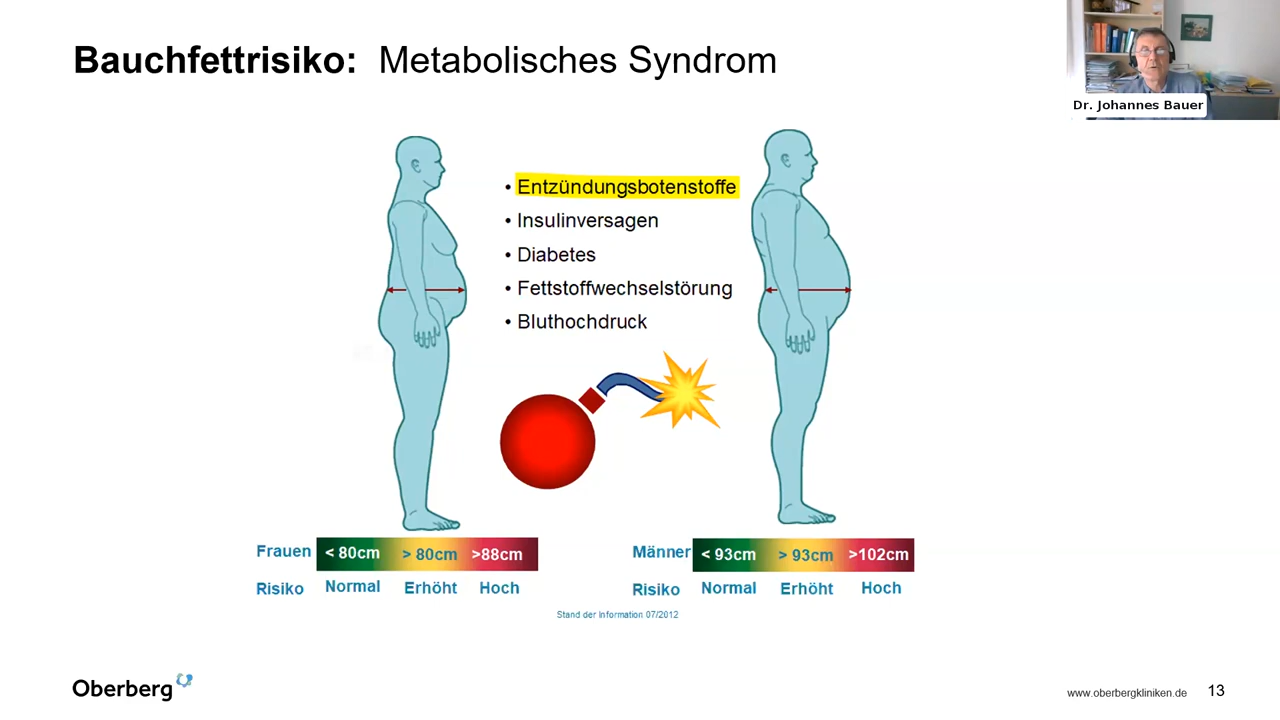 Bauchfettrisiko: Metabolisches Syndrom
Dr. Johannes Bauer
• Entzündungsbotenstoffe
• Insulinversagen
• Diabetes
• Fettstoffwechselstörung
• Bluthochdruck
Frauen < 80cm > 80cm >88cm
Risiko Normal Erhöht Hoch
Männer < 93cm > 93cm >102cm
Risiko Normal Erhöht Hoch
Stand der Information 07/2012
Oberberg
www.oberbergkliniken.de 13